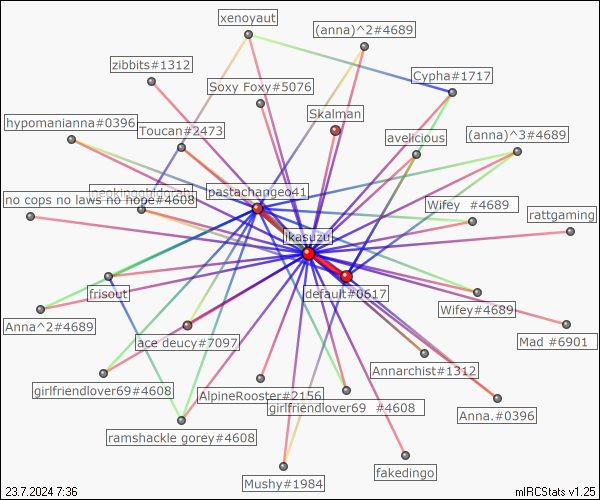 xenoyaut
(anna)^2#4689
zibbits#1312
Cypha#1717
Soxy Foxy#5076
Skalman
hypomanianna#0396
Toucan#2473
avelicious
(anna)^3#4689
pastachangeo41
no cops no laws no hope#4608
Wifey #4689
rattgaming
jkasuzu
frisout
default#0617
Wifey#4689
Anna^2#4689
ace deucy#7097
Mad #6901
Annarchist#1312
girlfriendlover69#4608
AlpineRooster#2156
girlfriendlover69 #4608
Anna.#0396
ramshackle gorey#4608
Mushy#1984
fakedingo
23.7.2024 7:36
mIRCStats v1.25